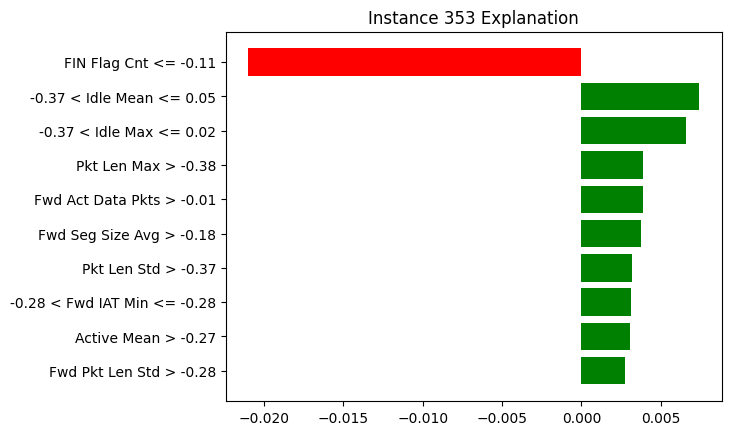 Instance 353 Explanation
FIN Flag Cnt <= -0.11
-0.37 < Idle Mean <= 0.05
-0.37 < Idle Max <= 0.02
Pkt Len Max > -0.38
Fwd Act Data Pkts > -0.01
Fwd Seg Size Avg > -0.18
Pkt Len Std > -0.37
-0.28 < Fwd IAT Min <= -0.28
Active Mean > -0.27
Fwd Pkt Len Std > -0.28
−0.020 −0.015 −0.010 −0.005 0.000 0.005